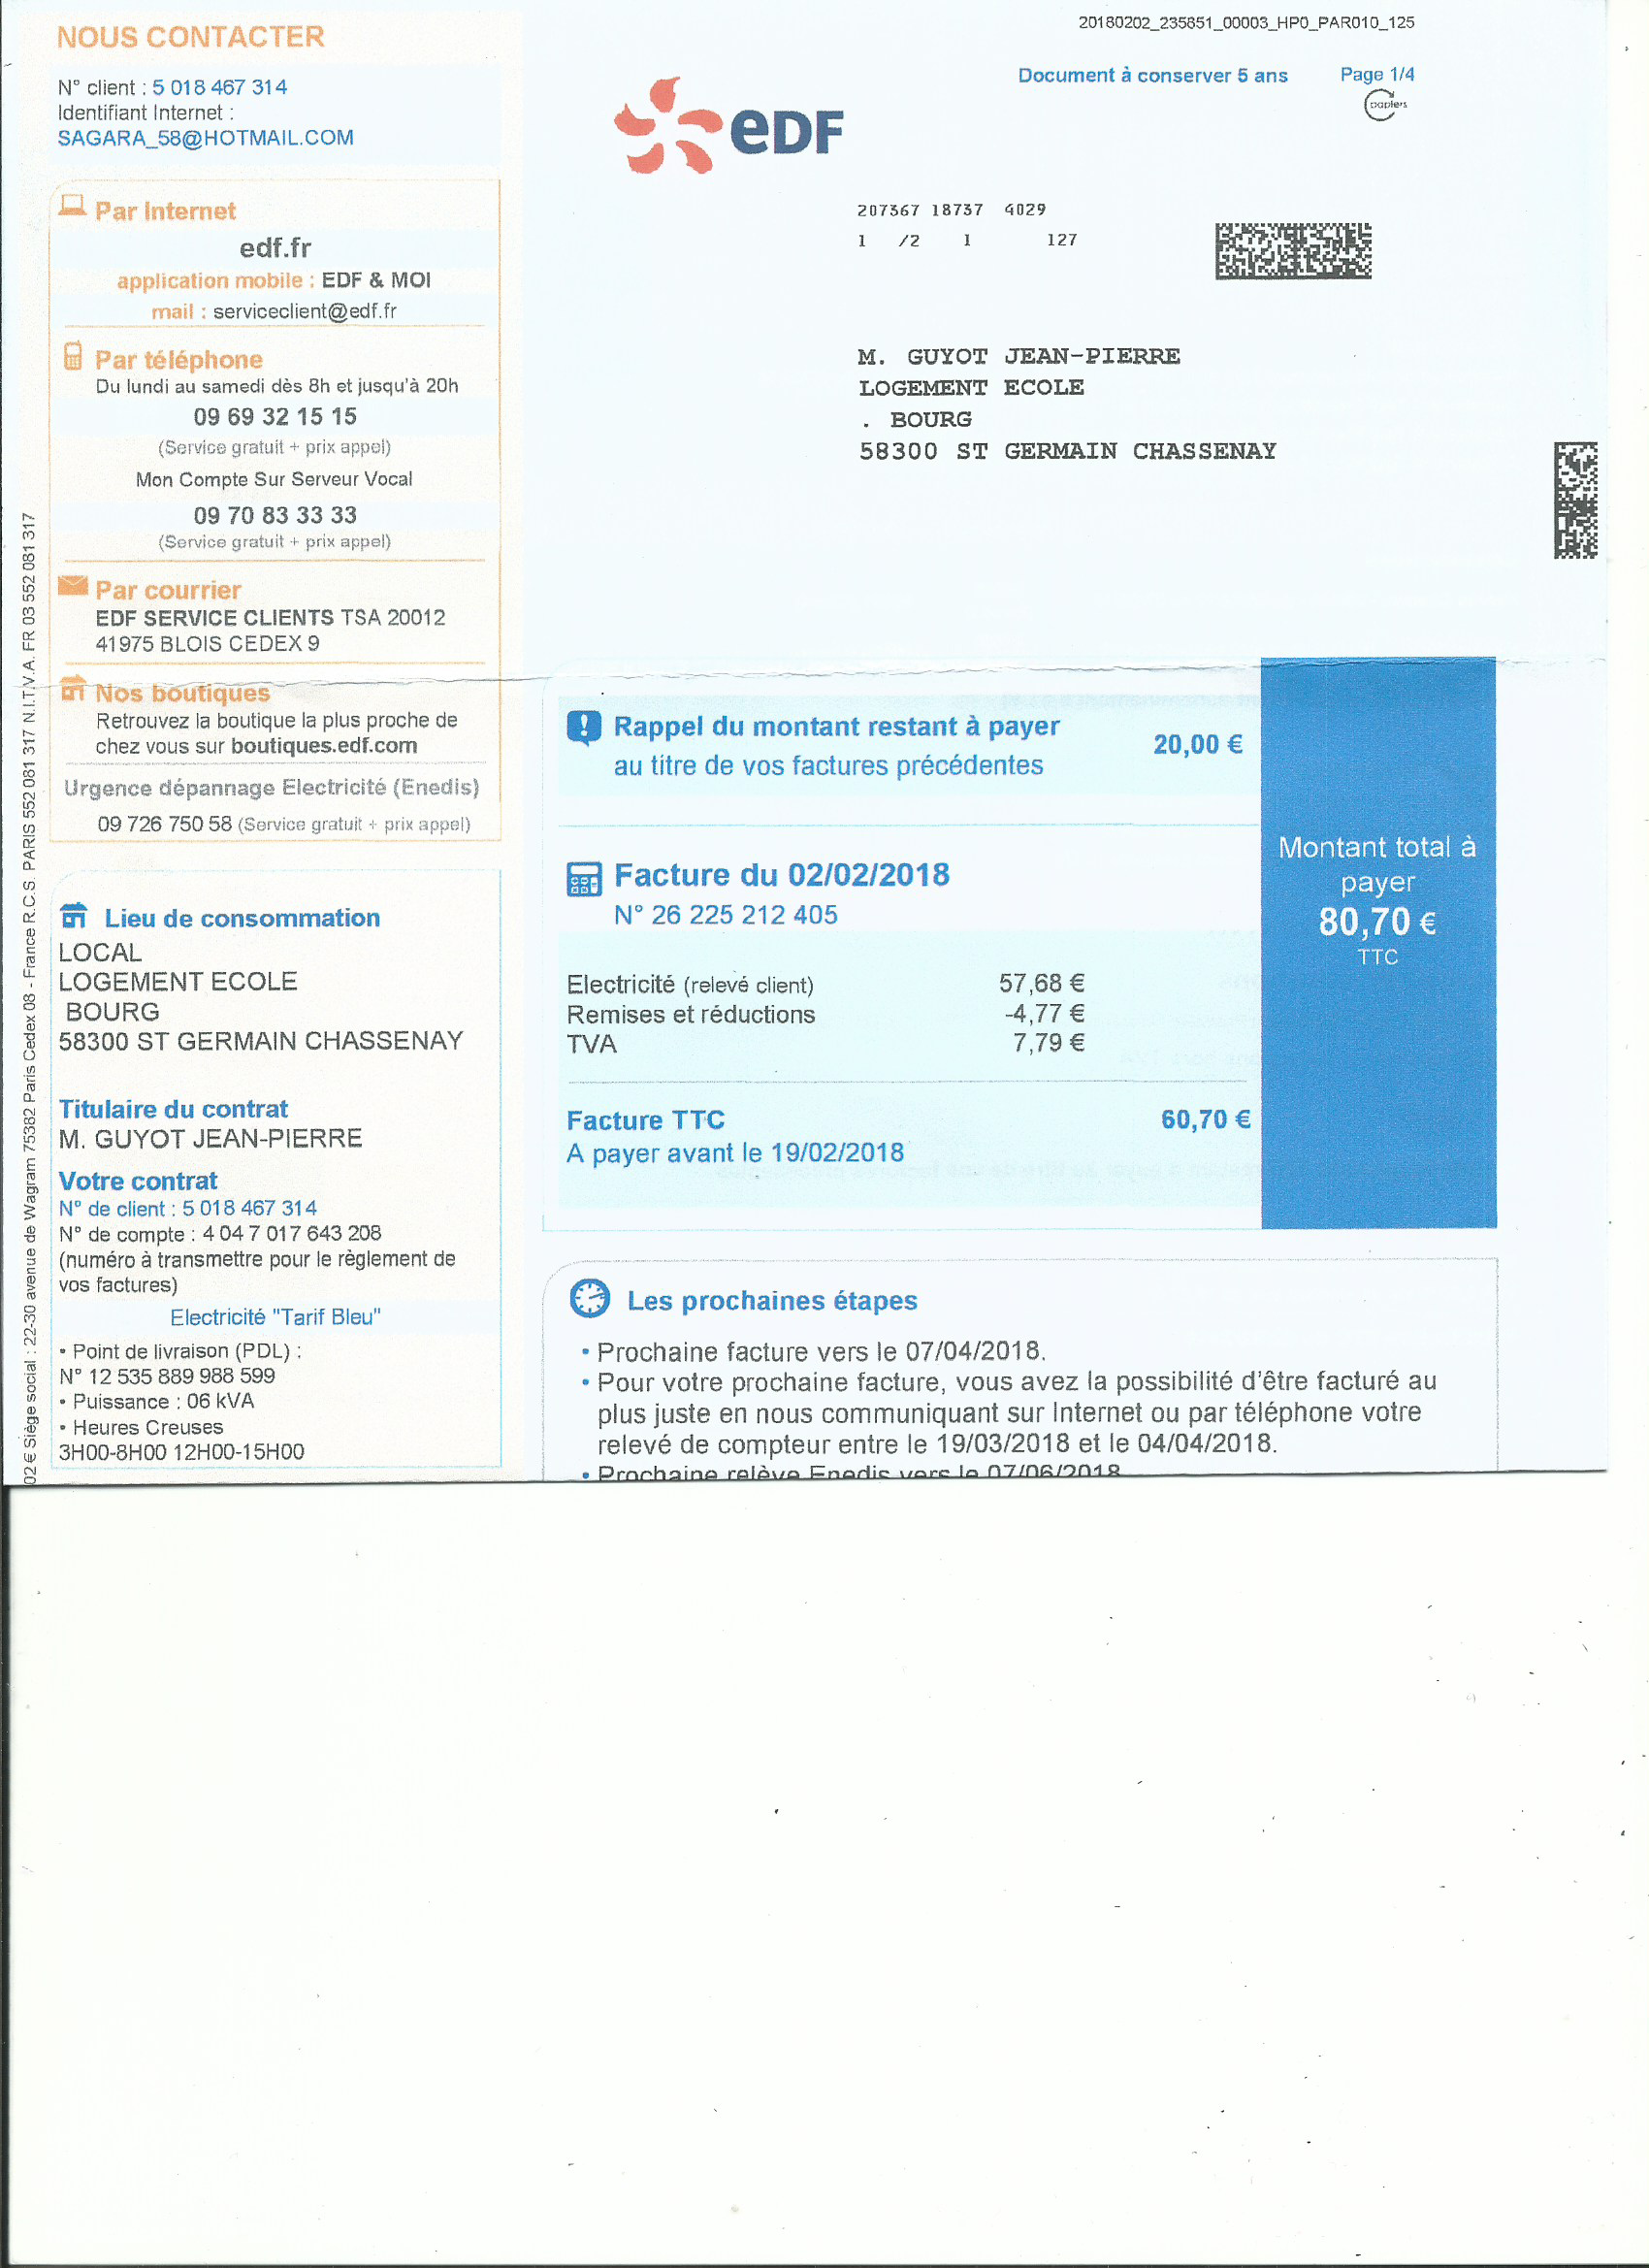 NOUS CONTACTER
N° client : 5 018 467 314
Identifiant Internet :
SAGARA_58@HOTMAIL.COM
Par Internet
edf.fr
application mobile : EDF & MOI
mail : serviceclient@edf.fr
Par téléphone
Du lundi au samedi dès 8h et jusqu'à 20h
09 69 32 15 15
(Service gratuit + prix appel)
Mon Compte Sur Serveur Vocal
09 70 83 33 33
(Service gratuit + prix appel)
Par courrier
EDF SERVICE CLIENTS TSA 20012
41975 BLOIS CEDEX 9
Nos boutiques
Retrouvez la boutique la plus proche de
chez vous sur boutiques.edf.com
Urgence dépannage Electricité (Enedis)
09 726 750 58 (Service gratuit + prix appel)
Lieu de consommation
LOCAL
LOGEMENT ECOLE
BOURG
58300 ST GERMAIN CHASSENAY
Titulaire du contrat
M. GUYOT JEAN-PIERRE
Votre contrat
N° de client : 5 018 467 314
N° de compte : 4 04 7 017 643 208
(numéro à transmettre pour le règlement de
vos factures)
Electricité "Tarif Bleu"
• Point de livraison (PDL) :
N° 12 535 889 988 599
• Puissance : 06 kVA
• Heures Creuses
3H00-8H00 12H00-15H00
02 € Siège social : 22-30 avenue de Wagram 75382 Paris Cedex 08 - France R.C.S. PARIS 552 081 317 N.I.T.V.A. FR 03 552 081 317
20180202_235851_00003_HP0_PAR010_125
Document à conserver 5 ans Page 1/4
papiers
eDF
207367 18737 4029
1 /2 1 127
M. GUYOT JEAN-PIERRE
LOGEMENT ECOLE
. BOURG
58300 ST GERMAIN CHASSENAY
Rappel du montant restant à payer
au titre de vos factures précédentes
20,00 €
Facture du 02/02/2018
N° 26 225 212 405
Electricité (relevé client) 57,68 €
Remises et réductions -4,77 €
TVA 7,79 €
Facture TTC 60,70 €
A payer avant le 19/02/2018
Montant total à
payer
80,70 €
TTC
Les prochaines étapes
• Prochaine facture vers le 07/04/2018.
• Pour votre prochaine facture, vous avez la possibilité d'être facturé au
plus juste en nous communiquant sur Internet ou par téléphone votre
relevé de compteur entre le 19/03/2018 et le 04/04/2018.
• Prochaine relève Enedis vers le 07/06/2018